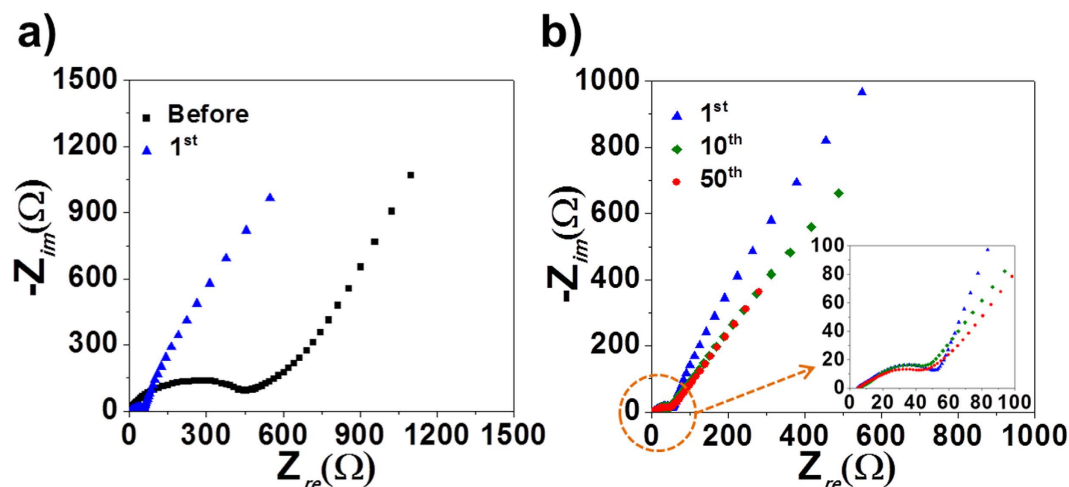 a)
1500
1200
900
600
300
0
-Z_im(Ω)
Before
1st
0 300 600 900 1200 1500
Z_re(Ω)
b)
1000
800
600
400
200
0
-Z_im(Ω)
1st
10th
50th
100
80
60
40
20
0
0 20 40 60 80 100
0 200 400 600 800 1000
Z_re(Ω)